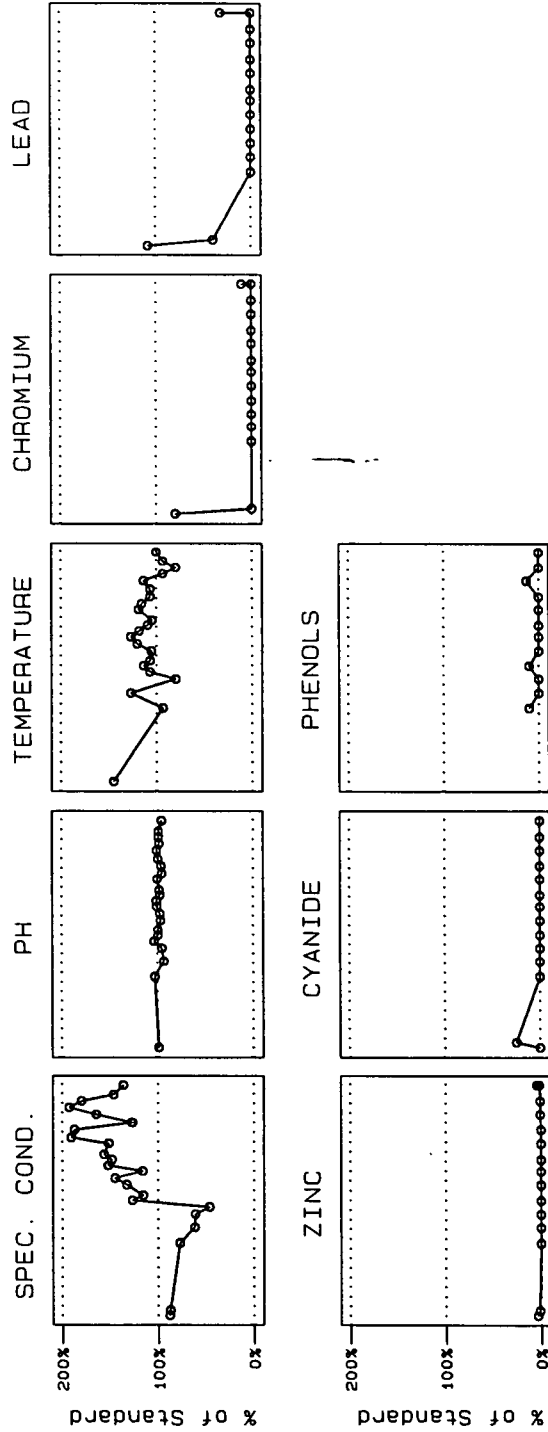 SPEC. COND.
PH
TEMPERATURE
CHROMIUM
LEAD
% of Standard
200%
100%
0%
ZINC
CYANIDE
PHENOLS
% of Standard
200%
100%
0%